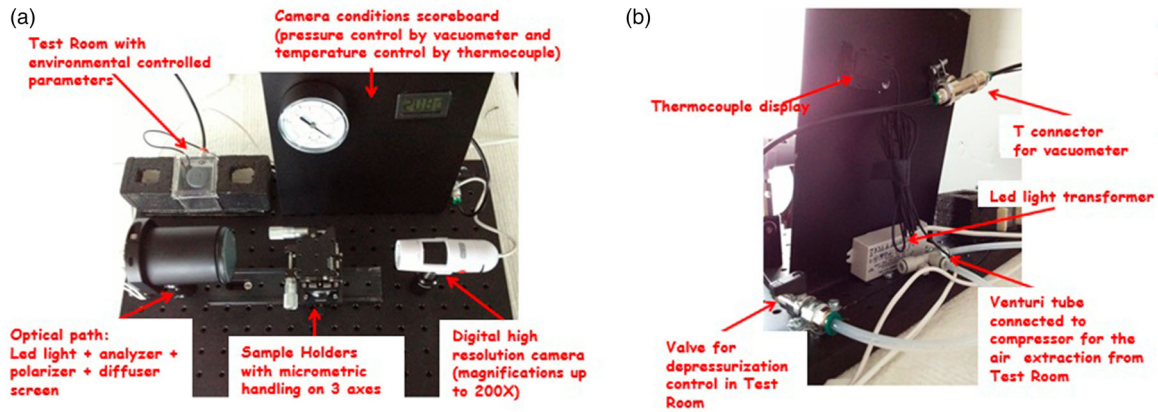 (a)
Test Room with
environmental controlled
parameters
Camera conditions scoreboard
(pressure control by vacuometer and
temperature control by thermocouple)
Optical path:
Led light + analyzer +
polarizer + diffuser
screen
Sample Holders
with micrometric
handling on 3 axes
Digital high
resolution camera
(magnifications up
to 200X)
(b)
Thermocouple display
T connector
for vacuometer
Led light transformer
Valve for
depressurization
control in Test
Room
Venturi tube
connected to
compressor for the
air extraction from
Test Room